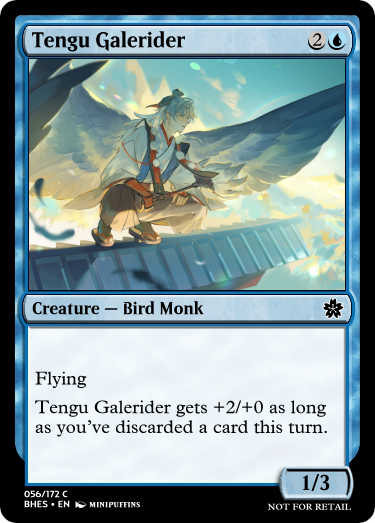 Tengu Galerider 2
Creature — Bird Monk
Flying
Tengu Galerider gets +2/+0 as long
as you've discarded a card this turn.
1/3
056/172 C
BHES • EN MINIPUFFINS
NOT FOR RETAIL